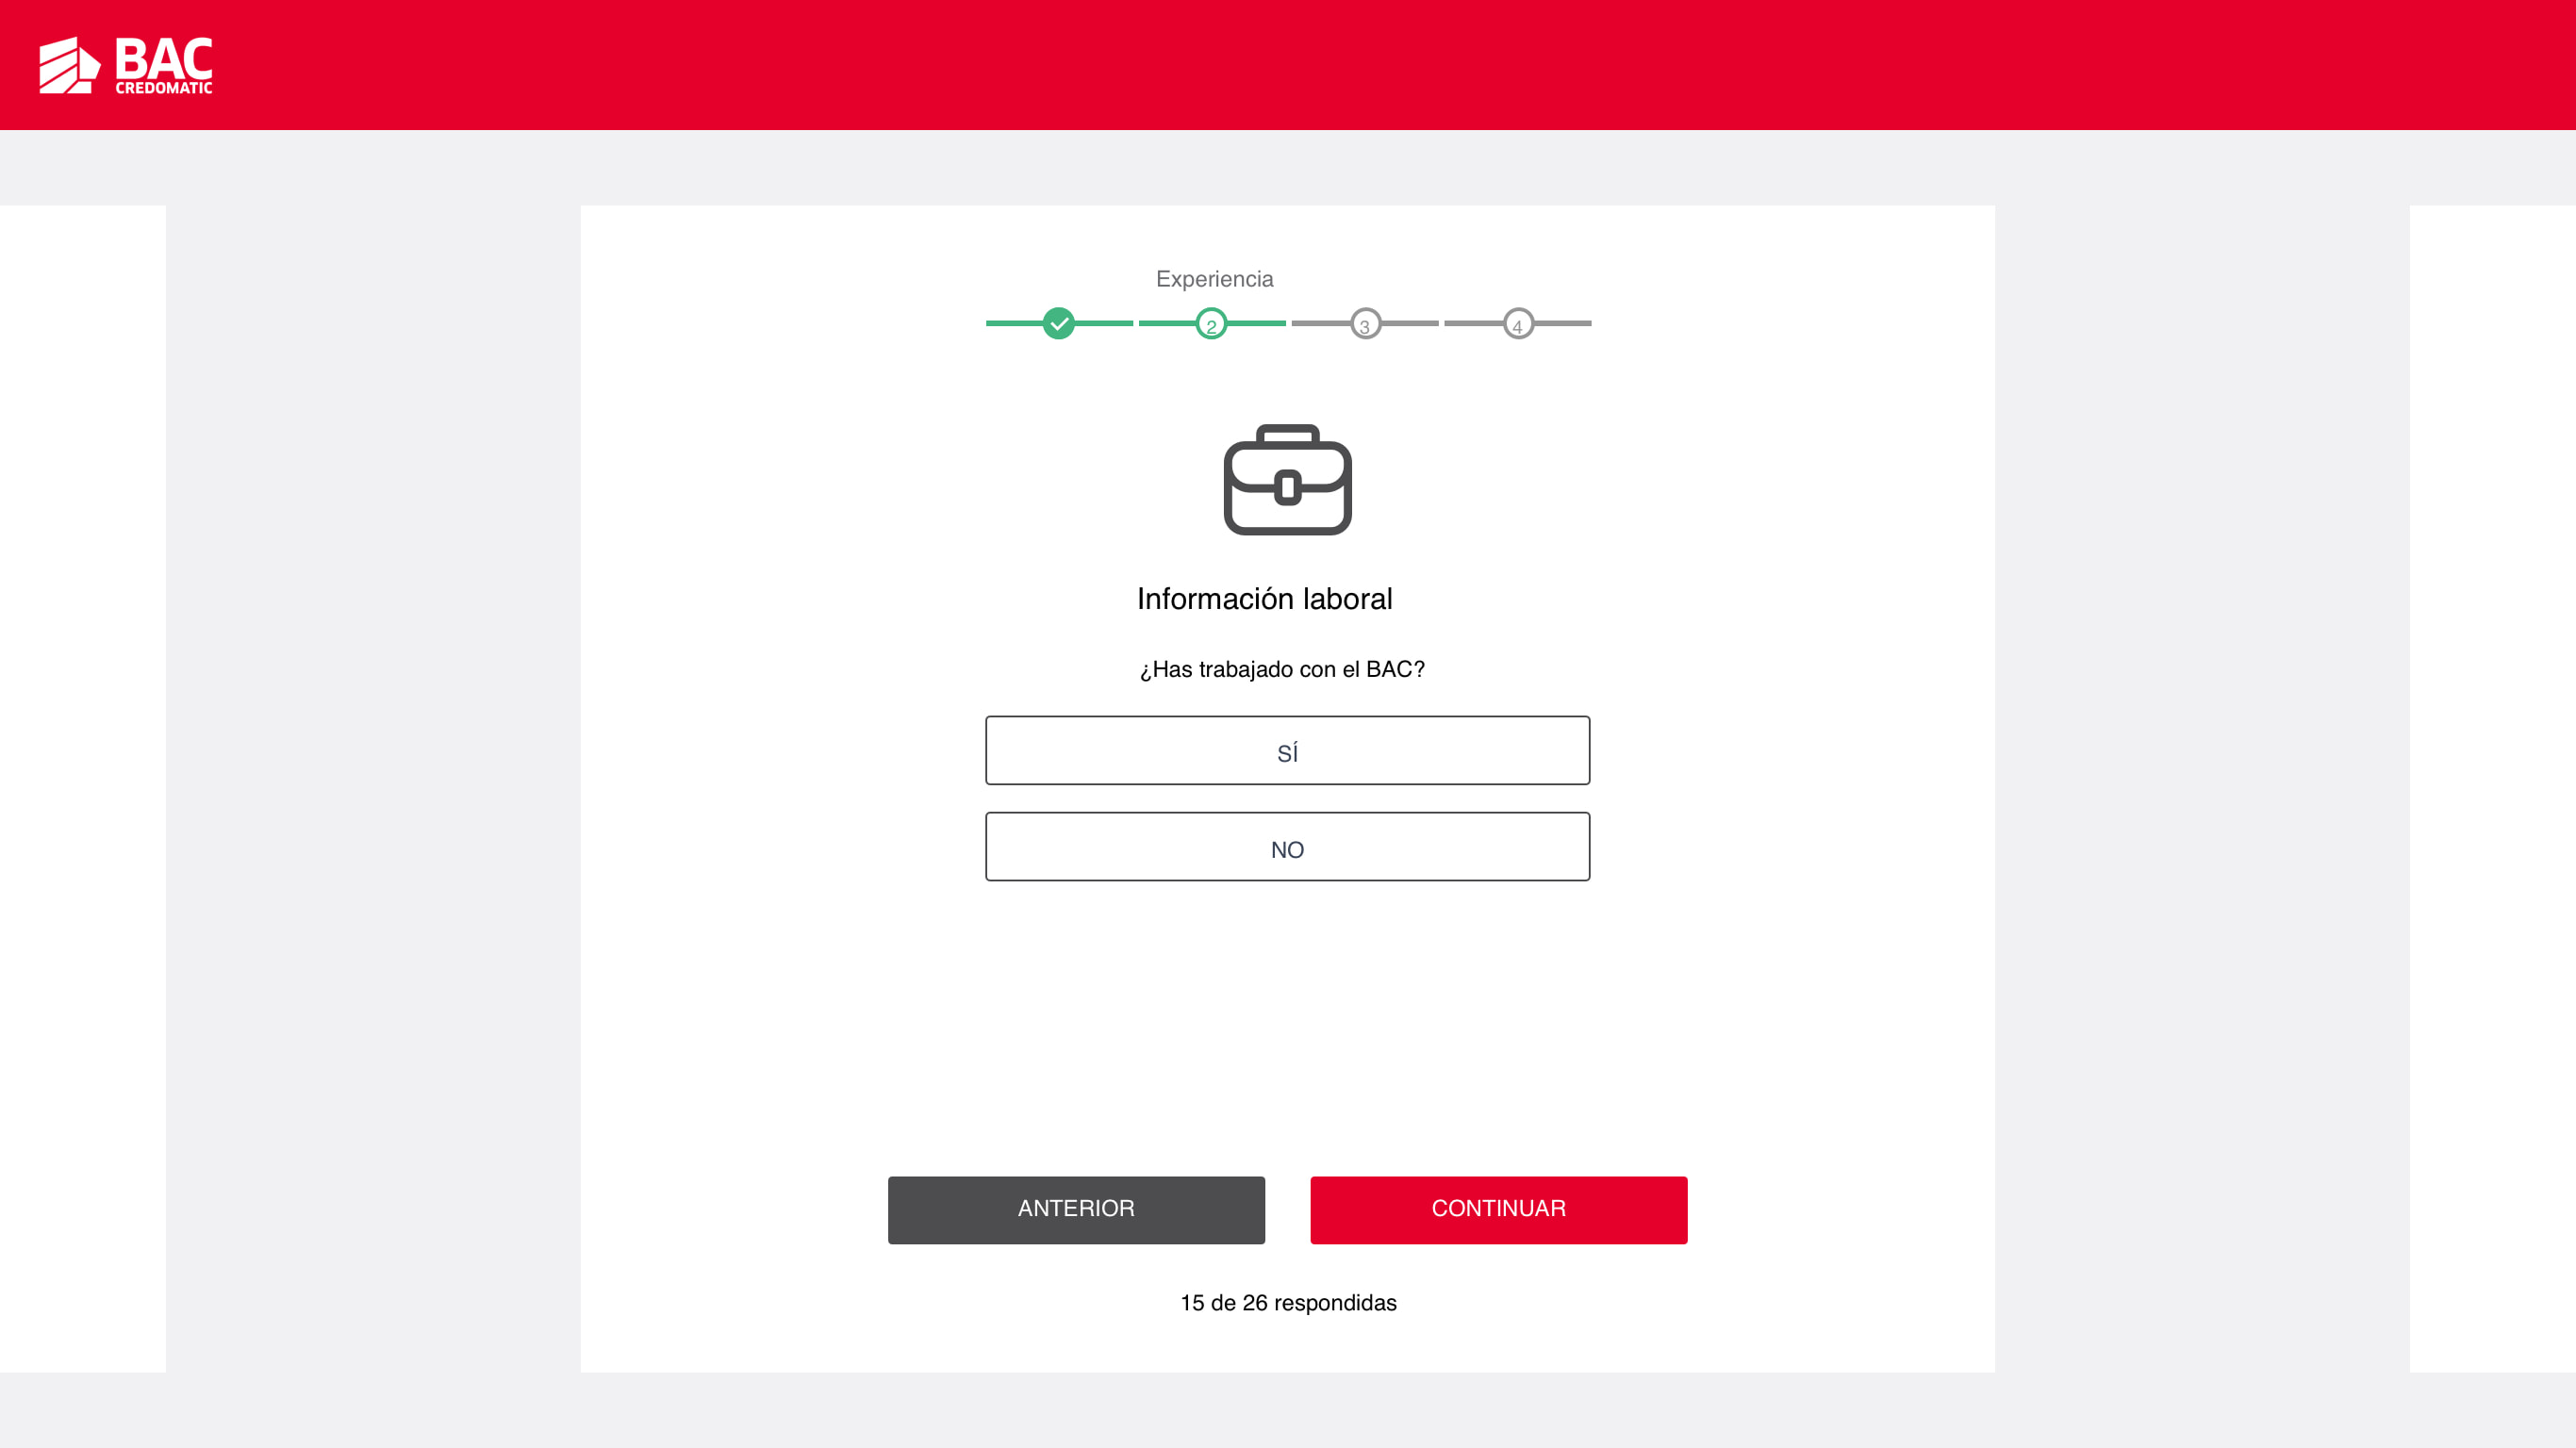 BAC
CREDOMATIC
Experiencia
2
3
4
Información laboral
¿Has trabajado con el BAC?
SÍ
NO
ANTERIOR
CONTINUAR
15 de 26 respondidas